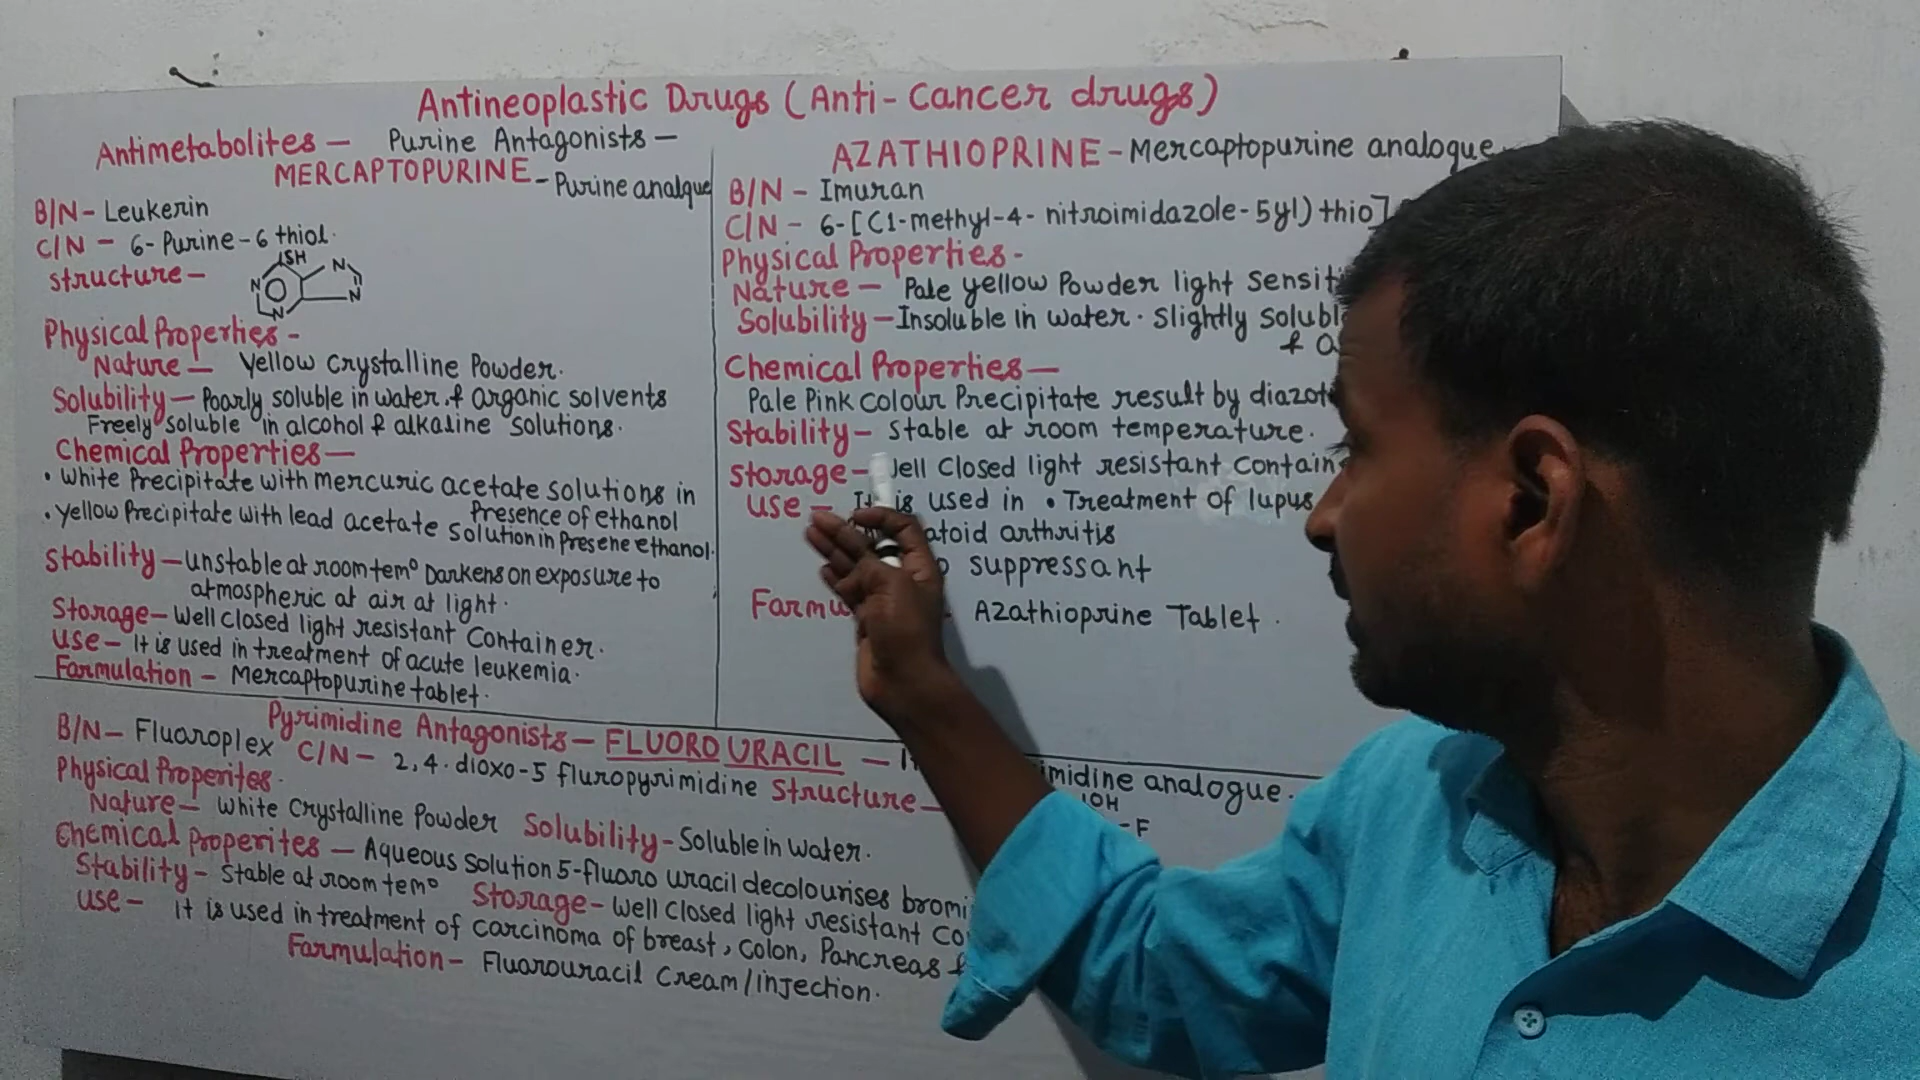 Antineoplastic Drugs (Anti-Cancer drugs)
Antimetabolites — Purine Antagonists —
MERCAPTOPURINE - Purine analque
B/N - Leukerin
C/N - 6-Purine-6 thiol.
Structure —
SH
N
N
N
N
Physical Properties -
Nature — Yellow Crystalline Powder.
Solubility — Poorly soluble in water & organic solvents
Freely soluble in alcohol & alkaline solutions.
Chemical Properties —
• White Precipitate with mercuric acetate solutions in
Presence of ethanol
• Yellow Precipitate with lead acetate solution in Presene ethanol.
Stability — unstable at room tem° Darkens on exposure to
atmospheric at air at light.
Storage — Well closed light resistant Container.
Use — It is used in treatment of acute leukemia.
Formulation - Mercaptopurine tablet.
AZATHIOPRINE - Mercaptopurine analogue
B/N - Imuran
C/N - 6-[(1-methyl-4-nitroimidazole-5yl) thio]
Physical Properties -
Nature — Pale yellow Powder light
Solubility — Insoluble in water. Slightly
&
Chemical Properties —
Pale Pink Colour Precipitate result by
Stability - Stable at room temperature.
Storage - Closed light resistant
Use - is used in • Treatment of lupus
arthritis
suppressant
Azathioprine Tablet.
Pyrimidine Antagonists — FLUORO URACIL — analogue.
B/N - Fluoroplex C/N - 2,4.dioxo-5 fluropyrimidine Structure —
OH
-F
Physical Properites.
Nature — White Crystalline Powder Solubility - Soluble in water.
Chemical Properites — Aqueous solution 5-fluoro uracil decolourises
Stability - Stable at room tem° Storage - Well Closed light resistant
Use - It is used in treatment of carcinoma of breast, colon, Pancreas &
Formulation - Fluorouracil Cream/injection.